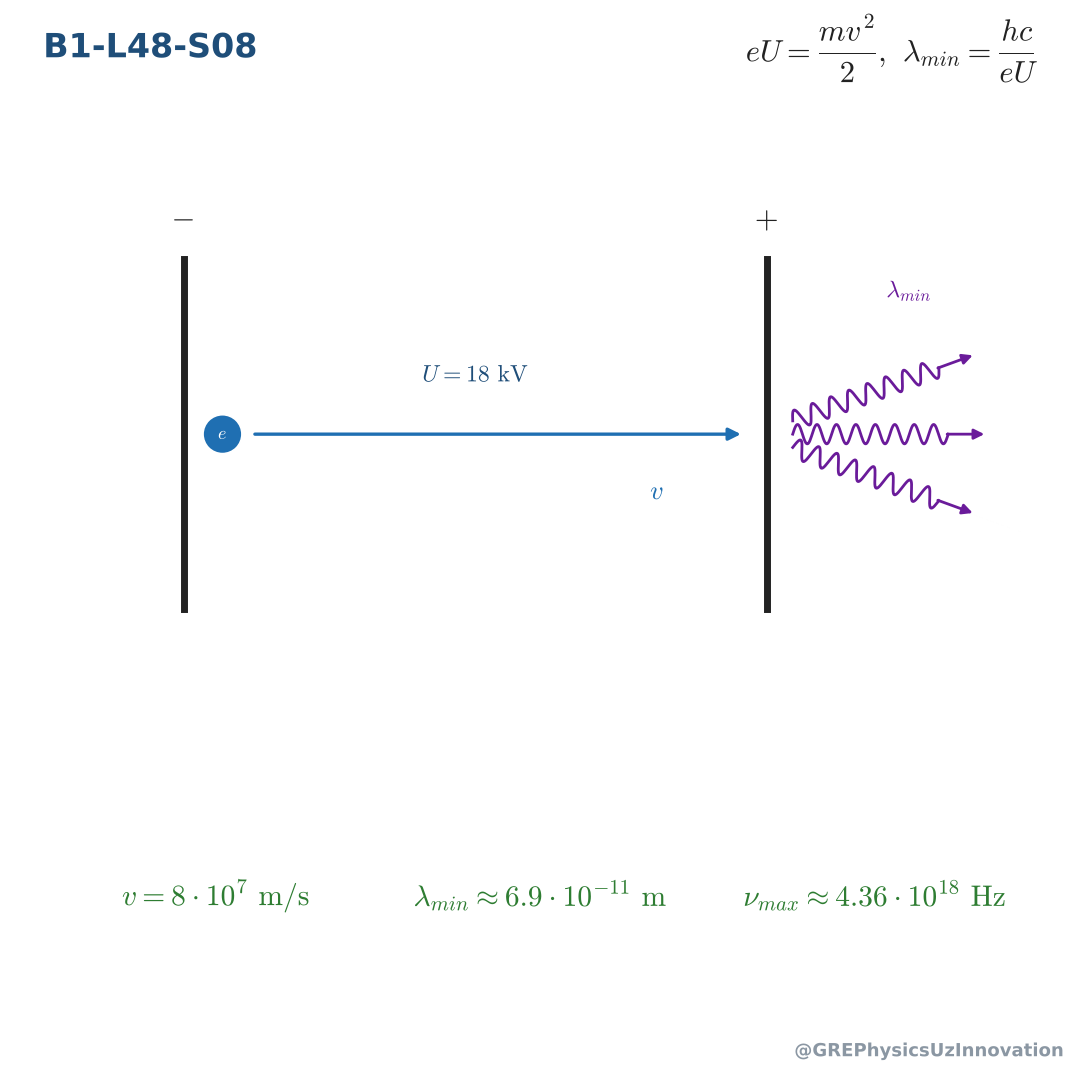 B1-L48-S08
eU = mv²/2, λ_min = hc/eU
− +
λ_min
U = 18 kV
e
v
v = 8 · 10⁷ m/s λ_min ≈ 6.9 · 10⁻¹¹ m ν_max ≈ 4.36 · 10¹⁸ Hz
@GREPhysicsUzInnovation